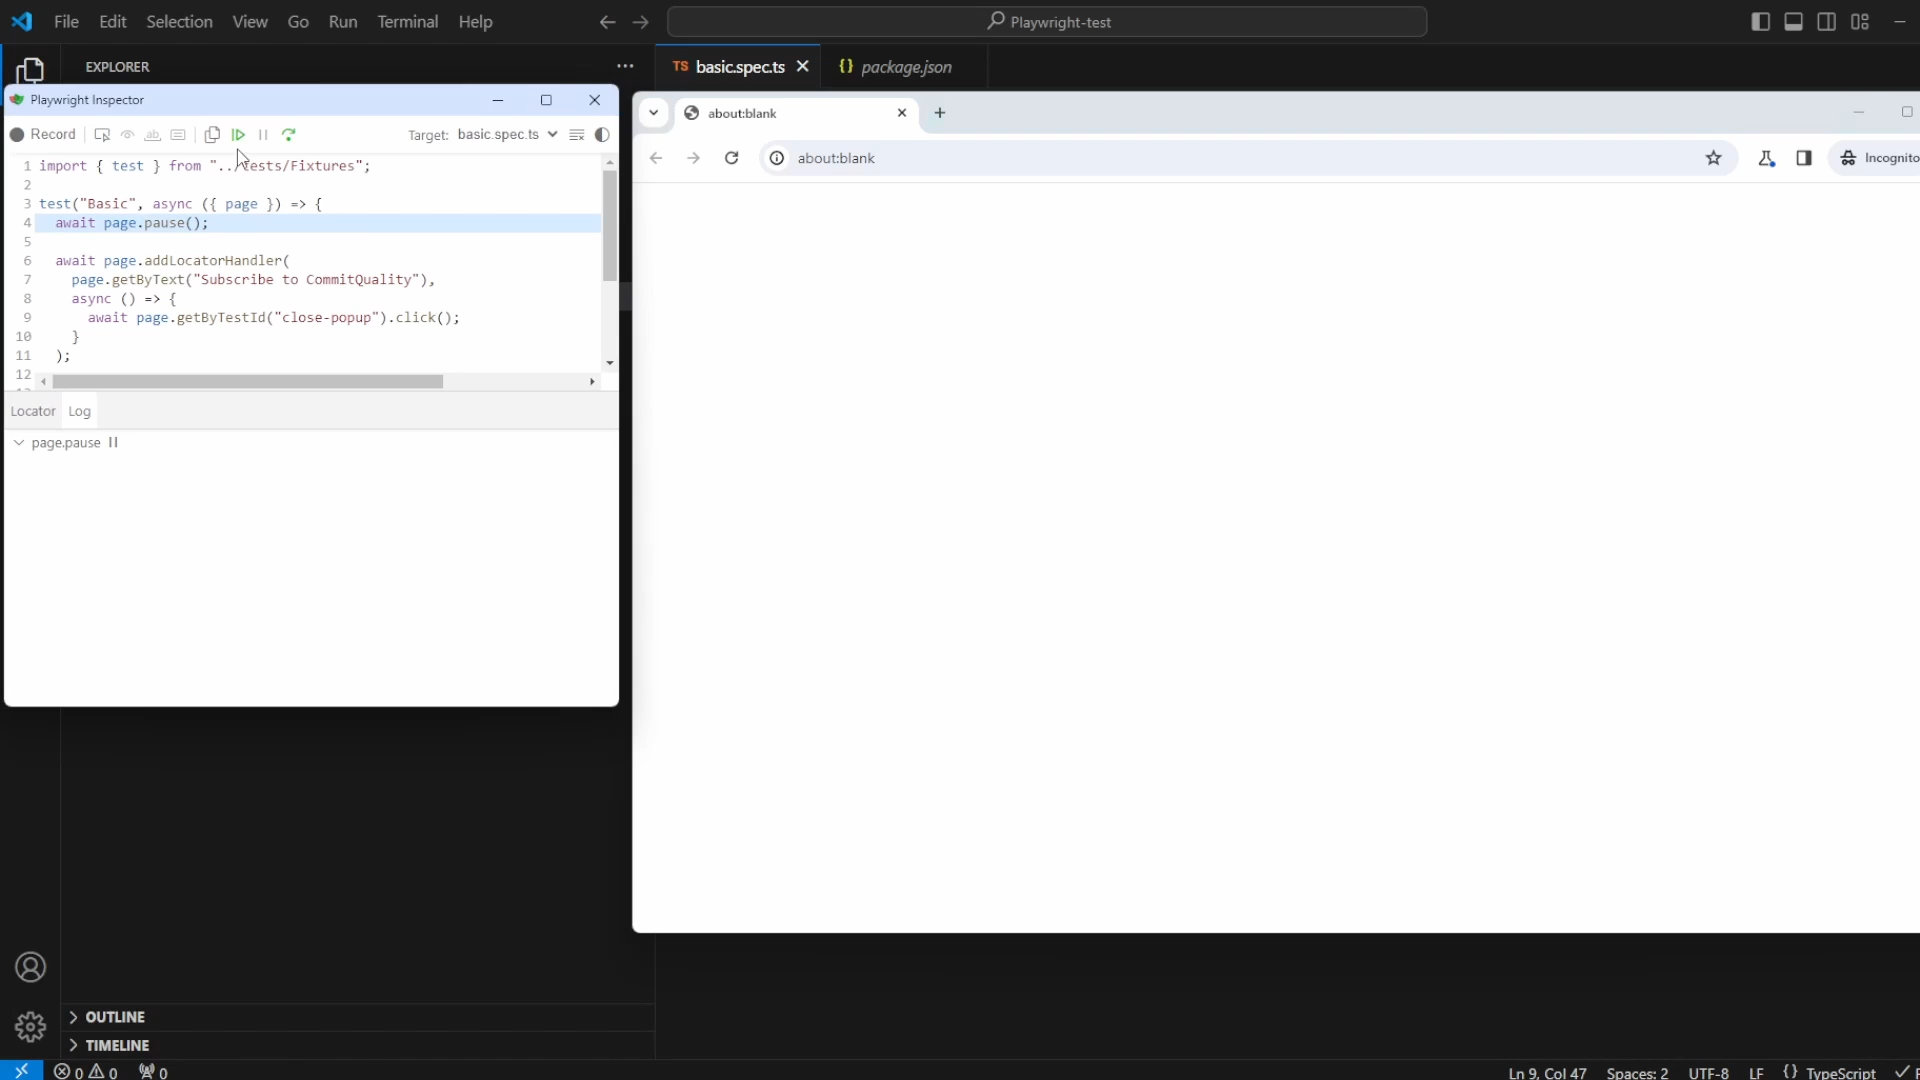 File Edit Selection View Go Run Terminal Help
Playwright-test
EXPLORER
TS basic.spec.ts
{} package.json
Playwright Inspector
Record
Target: basic.spec.ts
1 import { test } from "../tests/Fixtures";
2
3 test("Basic", async ({ page }) => {
4 await page.pause();
5
6 await page.addLocatorHandler(
7 page.getByText("Subscribe to CommitQuality"),
8 async () => {
9 await page.getByTestId("close-popup").click();
10 }
11 );
12
Locator Log
page.pause
about:blank
about:blank
Incognito
OUTLINE
TIMELINE
0 0 0
Ln 9, Col 47 Spaces: 2 UTF-8 LF {} TypeScript